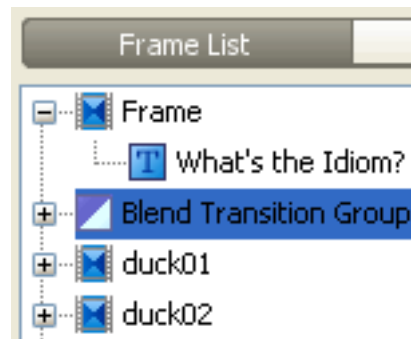 Frame List
Frame
T What's the Idiom?
Blend Transition Group
duck01
duck02